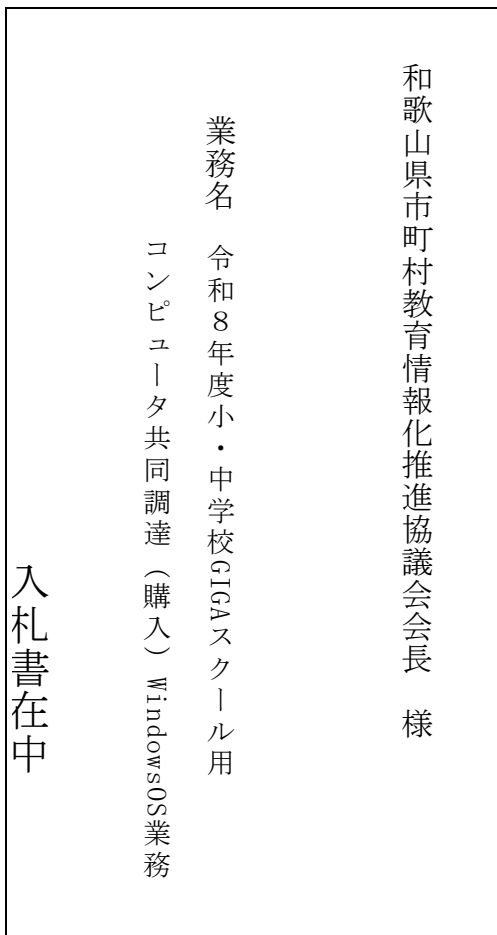 和歌山県市町村教育情報化推進協議会会長　様
業務名　令和８年度小・中学校GIGAスクール用
コンピュータ共同調達（購入）WindowsOS業務
入札書在中